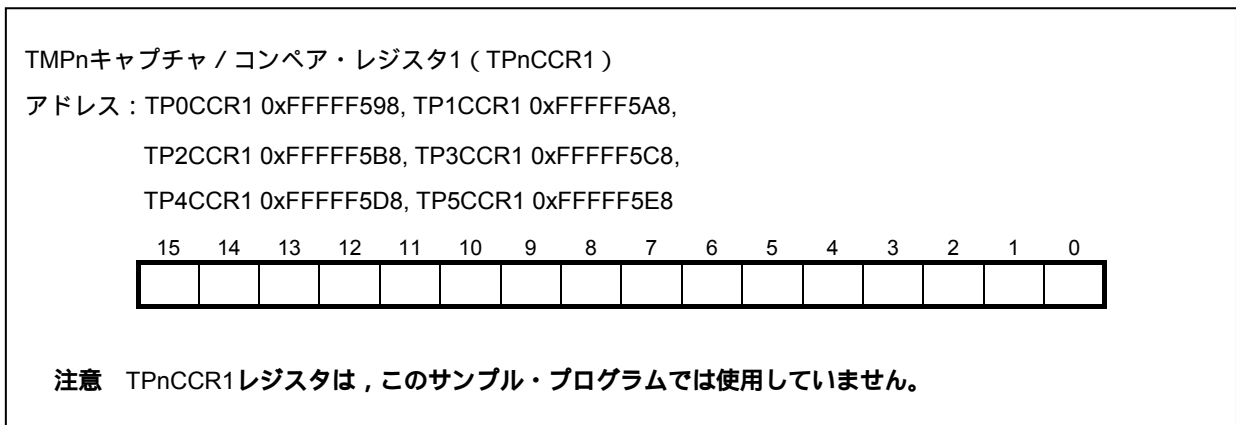 TMPnキャプチャ／コンペア・レジスタ1（TPnCCR1）
アドレス：TP0CCR1 0xFFFFF598, TP1CCR1 0xFFFFF5A8,
TP2CCR1 0xFFFFF5B8, TP3CCR1 0xFFFFF5C8,
TP4CCR1 0xFFFFF5D8, TP5CCR1 0xFFFFF5E8
15 14 13 12 11 10 9 8 7 6 5 4 3 2 1 0
注意　TPnCCR1レジスタは，このサンプル・プログラムでは使用していません。